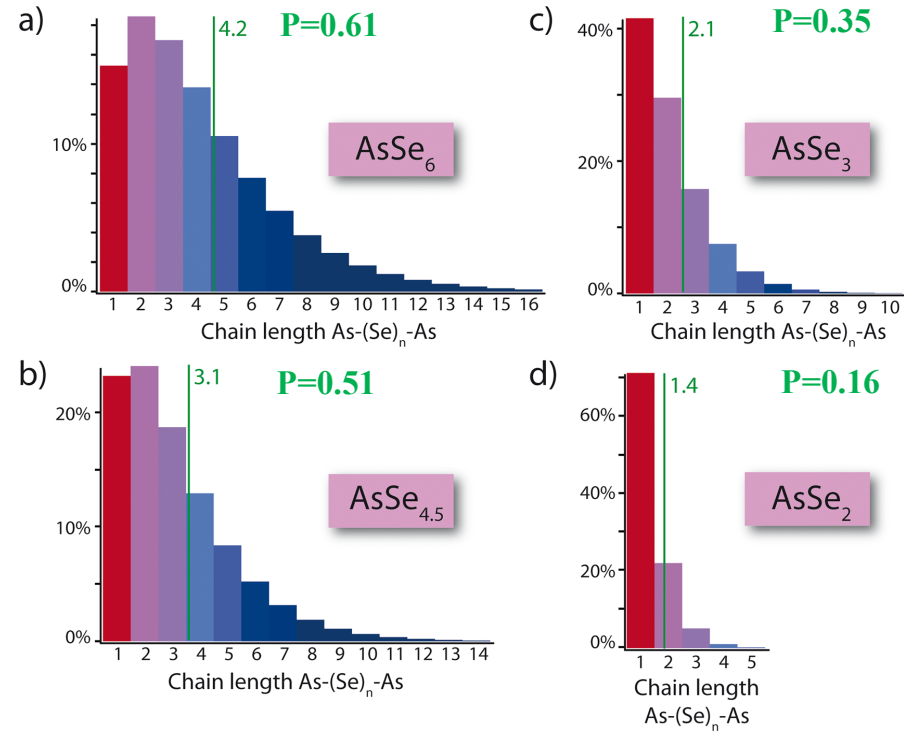 a)
4.2
P=0.61
AsSe6
10%
0%
1 2 3 4 5 6 7 8 9 10 11 12 13 14 15 16
Chain length As-(Se)n-As
c)
2.1
P=0.35
40%
AsSe3
20%
0%
1 2 3 4 5 6 7 8 9 10
Chain length As-(Se)n-As
b)
3.1
P=0.51
20%
AsSe4.5
10%
0%
1 2 3 4 5 6 7 8 9 10 11 12 13 14
Chain length As-(Se)n-As
d)
1.4
P=0.16
60%
AsSe2
40%
20%
0%
1 2 3 4 5
Chain length
As-(Se)n-As